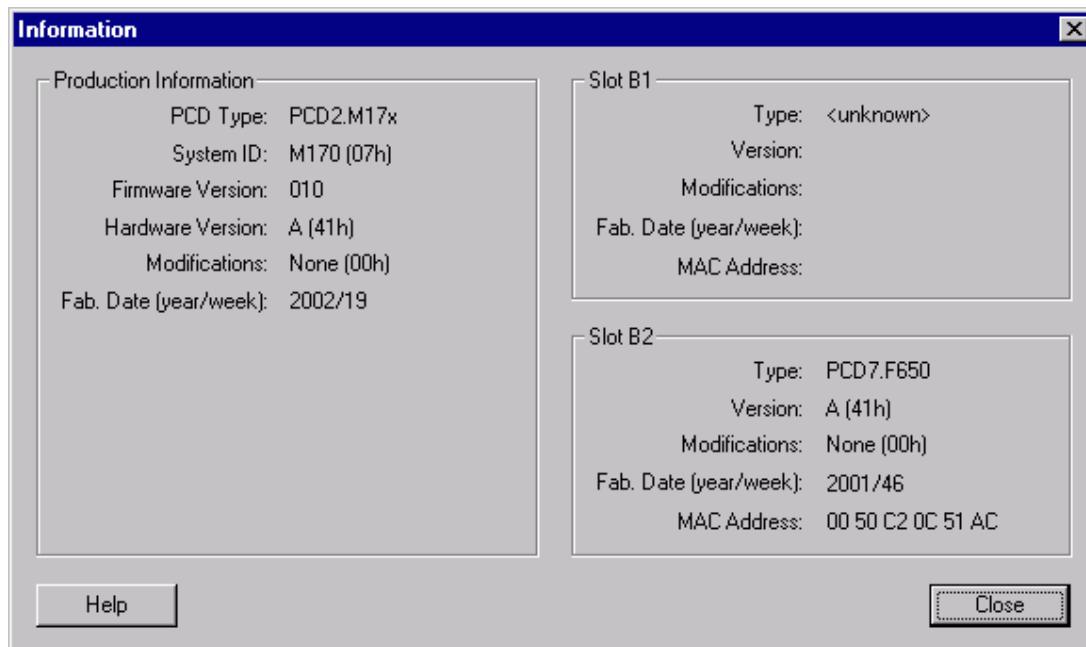 Information
Production Information
PCD Type: PCD2.M17x
System ID: M170 (07h)
Firmware Version: 010
Hardware Version: A (41h)
Modifications: None (00h)
Fab. Date (year/week): 2002/19
Slot B1
Type: <unknown>
Version:
Modifications:
Fab. Date (year/week):
MAC Address:
Slot B2
Type: PCD7.F650
Version: A (41h)
Modifications: None (00h)
Fab. Date (year/week): 2001/46
MAC Address: 00 50 C2 0C 51 AC
Help
Close